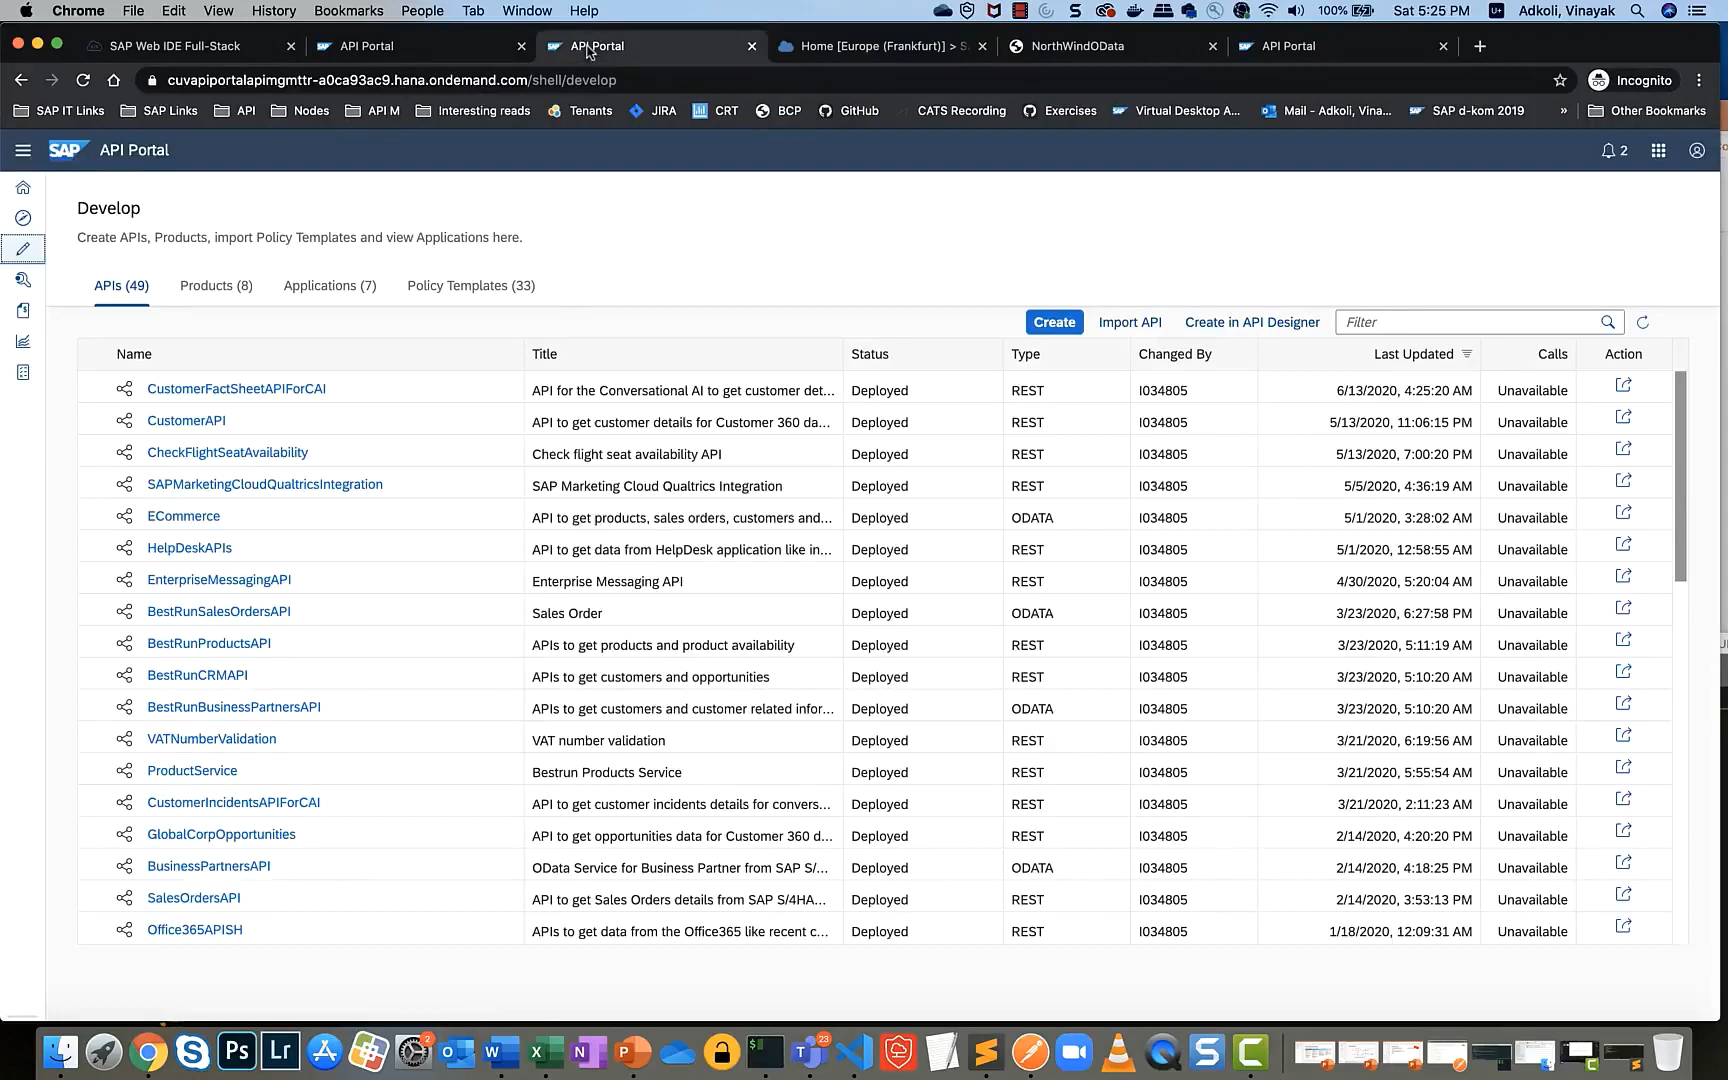 Chrome File Edit View History Bookmarks People Tab Window Help 100% Sat 5:25 PM Adkoli, Vinayak
SAP Web IDE Full-Stack API Portal API Portal Home [Europe (Frankfurt)] > S NorthWindOData API Portal
cuvapiportalapimgmttr-a0ca93ac9.hana.ondemand.com/shell/develop Incognito
SAP IT Links SAP Links API Nodes API M Interesting reads Tenants JIRA CRT BCP GitHub CATS Recording Exercises Virtual Desktop A... Mail - Adkoli, Vina... SAP d-kom 2019 » Other Bookmarks
SAP API Portal 2
Develop
Create APIs, Products, import Policy Templates and view Applications here.
APIs (49) Products (8) Applications (7) Policy Templates (33)
Create Import API Create in API Designer Filter
Name Title Status Type Changed By Last Updated Calls Action
CustomerFactSheetAPIForCAI API for the Conversational AI to get customer det... Deployed REST I034805 6/13/2020, 4:25:20 AM Unavailable
CustomerAPI API to get customer details for Customer 360 da... Deployed REST I034805 5/13/2020, 11:06:15 PM Unavailable
CheckFlightSeatAvailability Check flight seat availability API Deployed REST I034805 5/13/2020, 7:00:20 PM Unavailable
SAPMarketingCloudQualtricsIntegration SAP Marketing Cloud Qualtrics Integration Deployed REST I034805 5/5/2020, 4:36:19 AM Unavailable
ECommerce API to get products, sales orders, customers and... Deployed ODATA I034805 5/1/2020, 3:28:02 AM Unavailable
HelpDeskAPIs API to get data from HelpDesk application like in... Deployed REST I034805 5/1/2020, 12:58:55 AM Unavailable
EnterpriseMessagingAPI Enterprise Messaging API Deployed REST I034805 4/30/2020, 5:20:04 AM Unavailable
BestRunSalesOrdersAPI Sales Order Deployed ODATA I034805 3/23/2020, 6:27:58 PM Unavailable
BestRunProductsAPI APIs to get products and product availability Deployed REST I034805 3/23/2020, 5:11:19 AM Unavailable
BestRunCRMAPI APIs to get customers and opportunities Deployed REST I034805 3/23/2020, 5:10:20 AM Unavailable
BestRunBusinessPartnersAPI APIs to get customers and customer related infor... Deployed ODATA I034805 3/23/2020, 5:10:20 AM Unavailable
VATNumberValidation VAT number validation Deployed REST I034805 3/21/2020, 6:19:56 AM Unavailable
ProductService Bestrun Products Service Deployed REST I034805 3/21/2020, 5:55:54 AM Unavailable
CustomerIncidentsAPIForCAI API to get customer incidents details for convers... Deployed REST I034805 3/21/2020, 2:11:23 AM Unavailable
GlobalCorpOpportunities API to get opportunities data for Customer 360 d... Deployed REST I034805 2/14/2020, 4:20:20 PM Unavailable
BusinessPartnersAPI OData Service for Business Partner from SAP S/... Deployed ODATA I034805 2/14/2020, 4:18:25 PM Unavailable
SalesOrdersAPI API to get Sales Orders details from SAP S/4HA... Deployed REST I034805 2/14/2020, 3:53:13 PM Unavailable
Office365APISH APIs to get data from the Office365 like recent c... Deployed REST I034805 1/18/2020, 12:09:31 AM Unavailable
Ps Lr 2 23